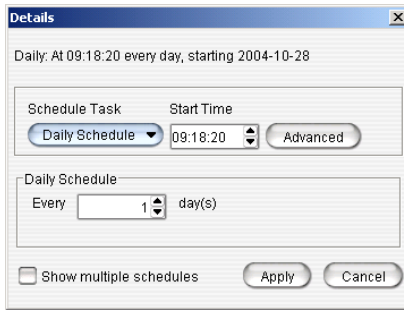 Details
Daily: At 09:18:20 every day, starting 2004-10-28
Schedule Task Start Time
Daily Schedule 09:18:20 Advanced
Daily Schedule
Every 1 day(s)
Show multiple schedules Apply Cancel